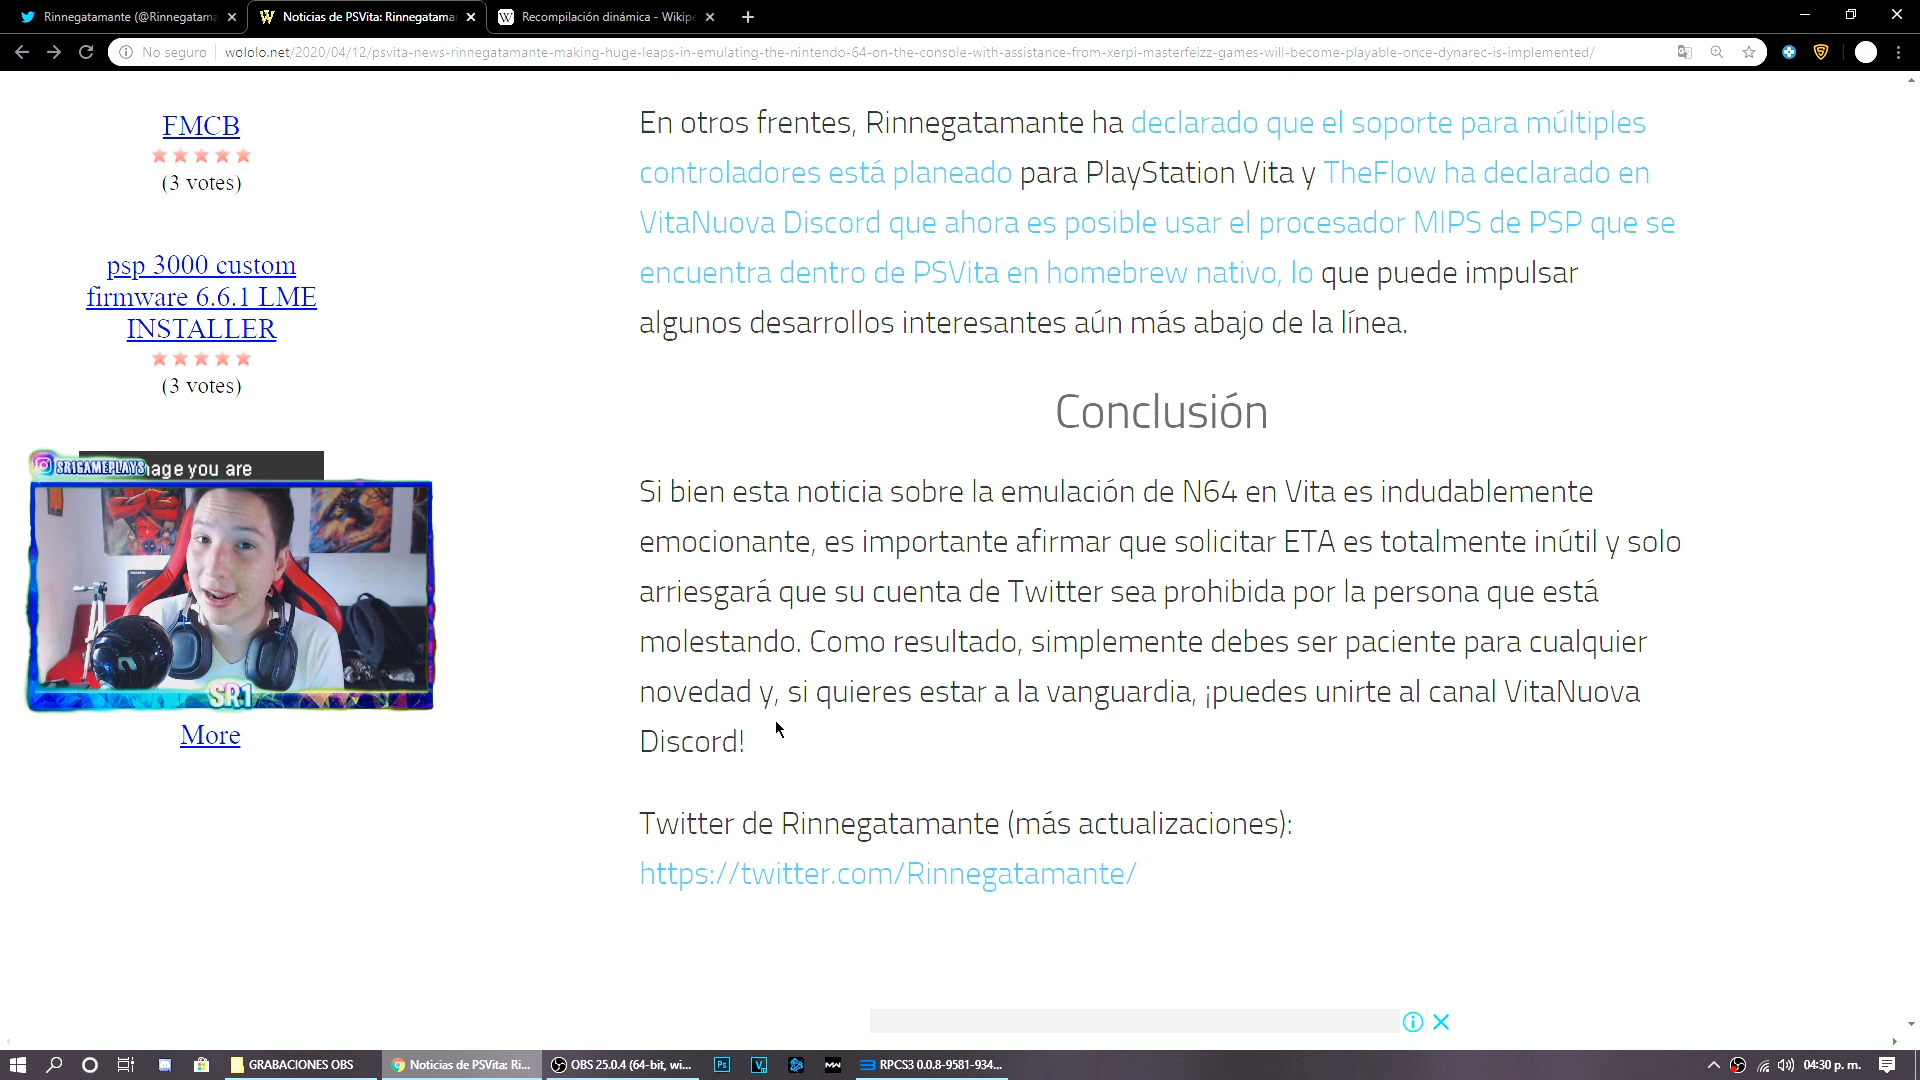 Rinnegatamante (@Rinnegatama
Noticias de PSVita: Rinnegatama
Recompilación dinámica - Wikipe
No seguro
wololo.net/2020/04/12/psvita-news-rinnegatamante-making-huge-leaps-in-emulating-the-nintendo-64-on-the-console-with-assistance-from-xerpi-masterfeizz-games-will-become-playable-once-dynarec-is-implemented/
FMCB
(3 votes)
psp 3000 custom
firmware 6.6.1 LME
INSTALLER
(3 votes)
SR1GAMEPLAYS
nage you are
SR1
More
En otros frentes, Rinnegatamante ha declarado que el soporte para múltiples
controladores está planeado para PlayStation Vita y TheFlow ha declarado en
VitaNuova Discord que ahora es posible usar el procesador MIPS de PSP que se
encuentra dentro de PSVita en homebrew nativo, lo que puede impulsar
algunos desarrollos interesantes aún más abajo de la línea.
Conclusión
Si bien esta noticia sobre la emulación de N64 en Vita es indudablemente
emocionante, es importante afirmar que solicitar ETA es totalmente inútil y solo
arriesgará que su cuenta de Twitter sea prohibida por la persona que está
molestando. Como resultado, simplemente debes ser paciente para cualquier
novedad y, si quieres estar a la vanguardia, ¡puedes unirte al canal VitaNuova
Discord!
Twitter de Rinnegatamante (más actualizaciones):
https://twitter.com/Rinnegatamante/
GRABACIONES OBS
Noticias de PSVita: Ri...
OBS 25.0.4 (64-bit, wi...
Ps
V
RPCS3 0.0.8-9581-934...
04:30 p. m.